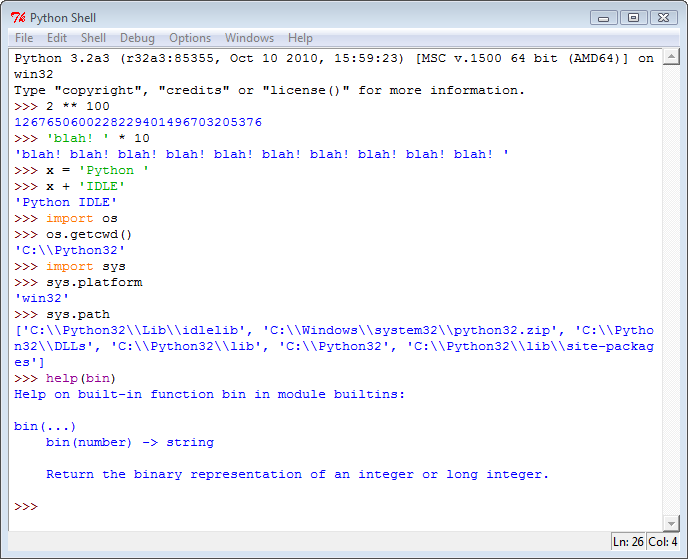 Python Shell
File Edit Shell Debug Options Windows Help
Python 3.2a3 (r32a3:85355, Oct 10 2010, 15:59:23) [MSC v.1500 64 bit (AMD64)] on
win32
Type "copyright", "credits" or "license()" for more information.
>>> 2 ** 100
1267650600228229401496703205376
>>> 'blah! ' * 10
'blah! blah! blah! blah! blah! blah! blah! blah! blah! blah! '
>>> x = 'Python '
>>> x + 'IDLE'
'Python IDLE'
>>> import os
>>> os.getcwd()
'C:\\Python32'
>>> import sys
>>> sys.platform
'win32'
>>> sys.path
['C:\\Python32\\Lib\\idlelib', 'C:\\Windows\\system32\\python32.zip', 'C:\\Pytho
n32\\DLLs', 'C:\\Python32\\lib', 'C:\\Python32', 'C:\\Python32\\lib\\site-packag
es']
>>> help(bin)
Help on built-in function bin in module builtins:

bin(...)
    bin(number) -> string

    Return the binary representation of an integer or long integer.

>>>
Ln: 26 Col: 4